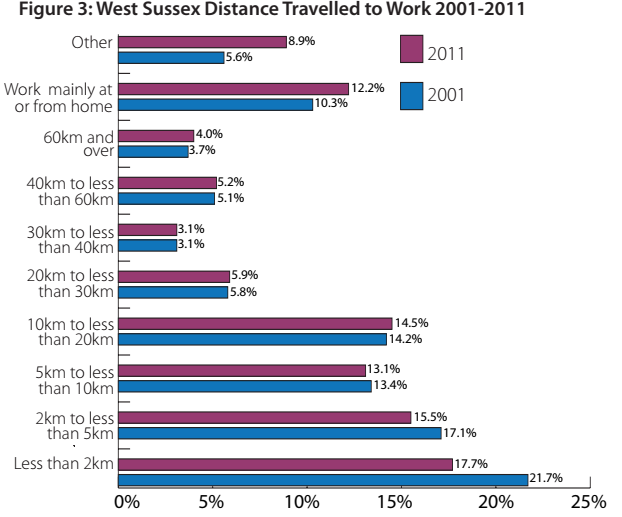 Figure 3: West Sussex Distance Travelled to Work 2001-2011
Other
8.9%
5.6%
2011
2001
Work mainly at
or from home
12.2%
10.3%
60km and
over
4.0%
3.7%
40km to less
than 60km
5.2%
5.1%
30km to less
than 40km
3.1%
3.1%
20km to less
than 30km
5.9%
5.8%
10km to less
than 20km
14.5%
14.2%
5km to less
than 10km
13.1%
13.4%
2km to less
than 5km
15.5%
17.1%
Less than 2km
17.7%
21.7%
0% 5% 10% 15% 20% 25%